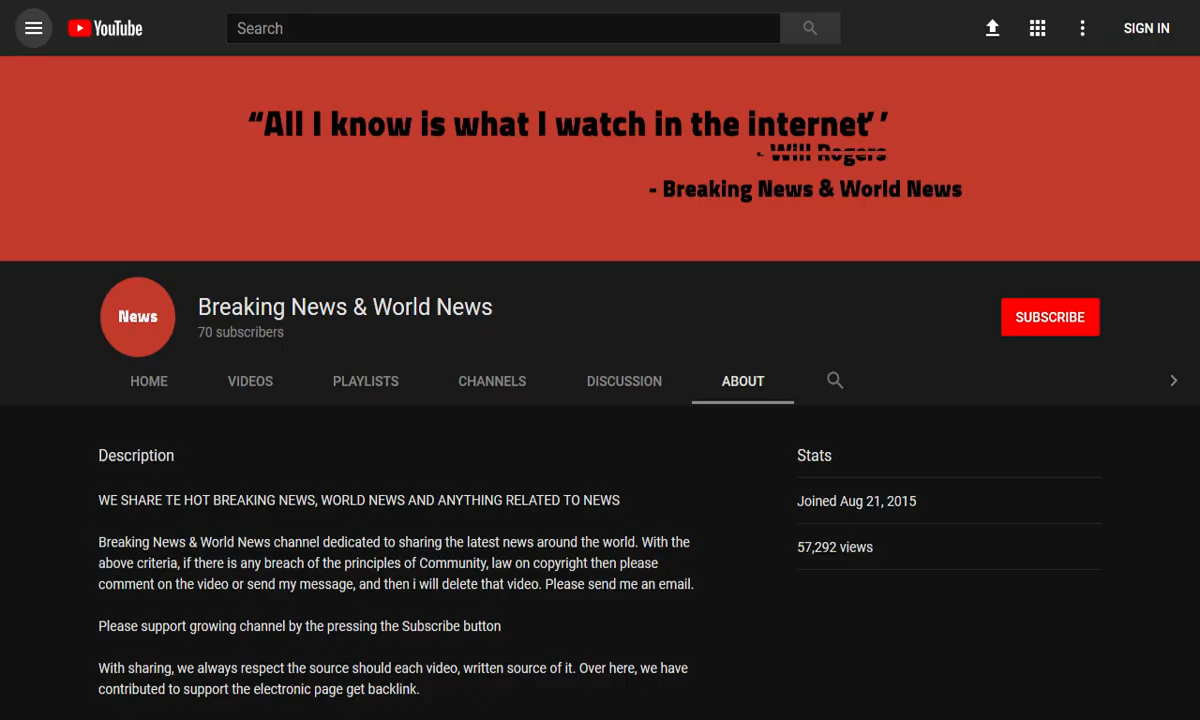 YouTube
Search
SIGN IN
“All I know is what I watch in the internet’’
- Will Rogers
- Breaking News & World News
News
Breaking News & World News
70 subscribers
SUBSCRIBE
HOME VIDEOS PLAYLISTS CHANNELS DISCUSSION ABOUT
Description
WE SHARE TE HOT BREAKING NEWS, WORLD NEWS AND ANYTHING RELATED TO NEWS
Breaking News & World News channel dedicated to sharing the latest news around the world. With the
above criteria, if there is any breach of the principles of Community, law on copyright then please
comment on the video or send my message, and then i will delete that video. Please send me an email.
Please support growing channel by the pressing the Subscribe button
With sharing, we always respect the source should each video, written source of it. Over here, we have
contributed to support the electronic page get backlink.
Stats
Joined Aug 21, 2015
57,292 views